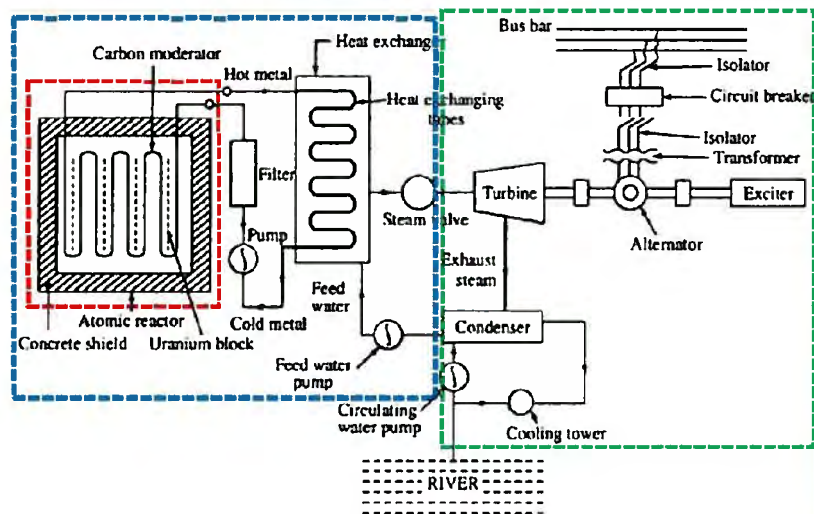 Bus bar
Heat exchang
Carbon moderator
Hot metal
Isolator
Heat exchanging
tubes
Circuit breaker
Isolator
Transformer
Filter
Turbine
Exciter
Steam valve
Pump
Alternator
Exhaust
steam
Feed
water
Atomic reactor
Cold metal
Condenser
Concrete shield
Uranium block
Feed water
pump
Circulating
water pump
Cooling tower
RIVER